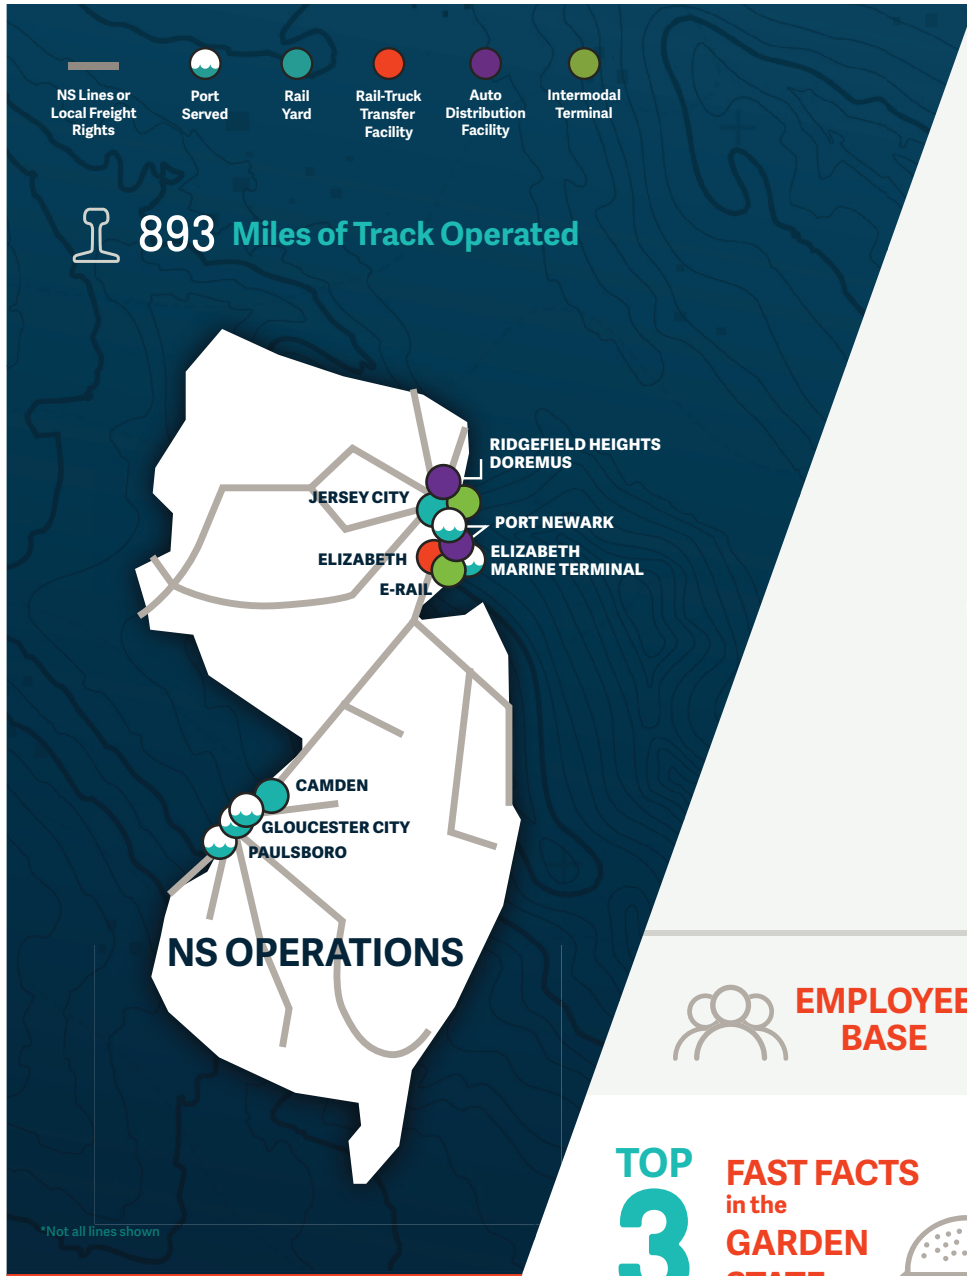 NS Lines or
Local Freight
Rights
Port
Served
Rail
Yard
Rail-Truck
Transfer
Facility
Auto
Distribution
Facility
Intermodal
Terminal
893 Miles of Track Operated
RIDGEFIELD HEIGHTS
DOREMUS
JERSEY CITY
PORT NEWARK
ELIZABETH
ELIZABETH
MARINE TERMINAL
E-RAIL
CAMDEN
GLOUCESTER CITY
PAULSBORO
NS OPERATIONS
*Not all lines shown
EMPLOYEE
BASE
TOP
3
FAST FACTS
in the
GARDEN
STATE